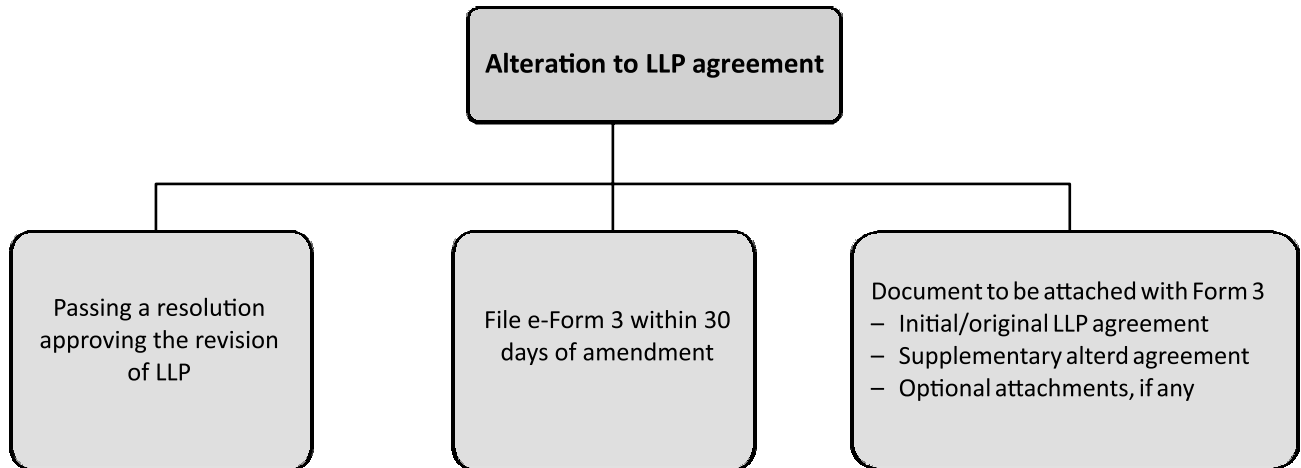 Alteration to LLP agreement
Passing a resolution
approving the revision
of LLP
File e-Form 3 within 30
days of amendment
Document to be attached with Form 3
– Initial/original LLP agreement
– Supplementary alterd agreement
– Optional attachments, if any